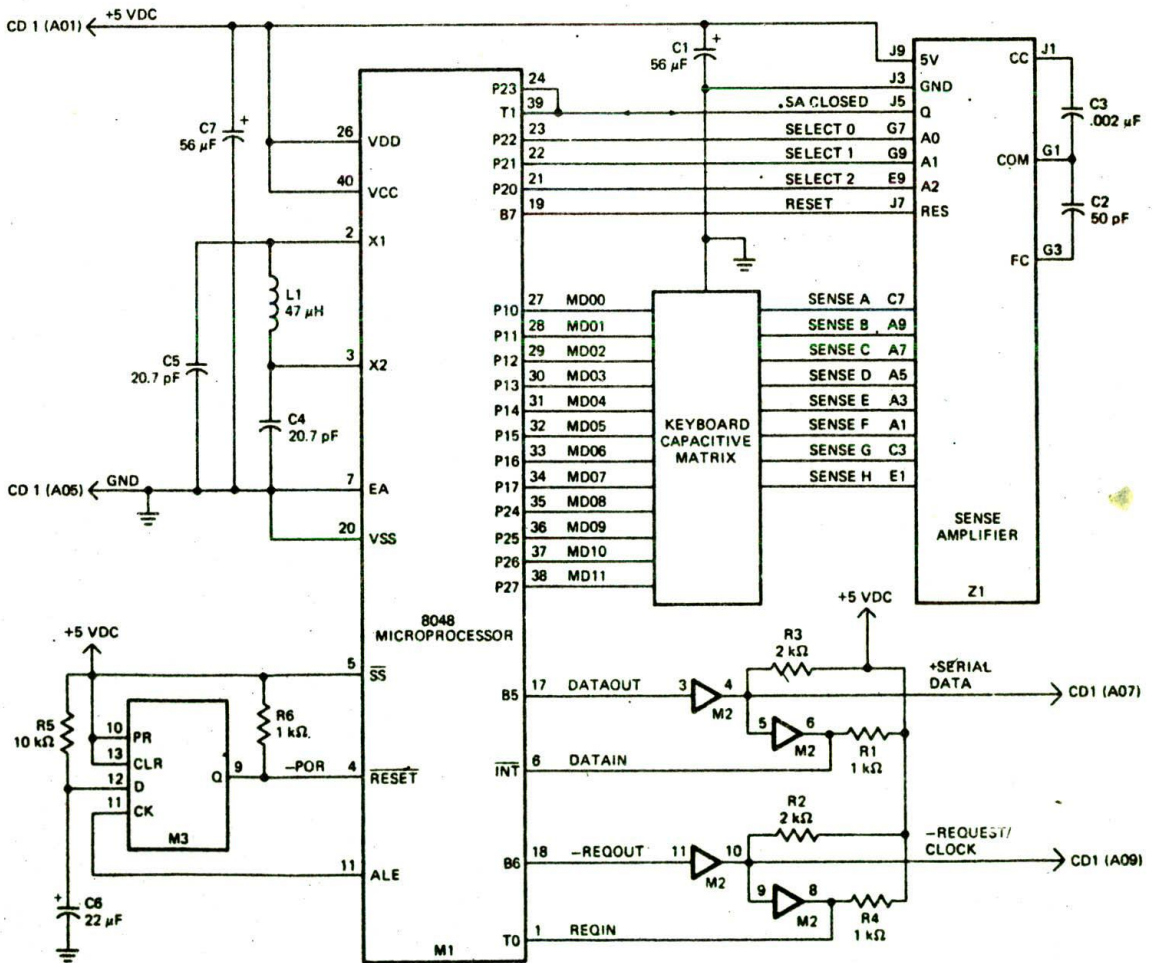 CD 1 (A01)
+5 VDC
C7
56 µF
+
C1
56 µF
+
26
VDD
40
VCC
2
X1
L1
47 µH
3
X2
C5
20.7 pF
C4
20.7 pF
CD 1 (A05)
GND
7
EA
20
VSS
P23
24
T1
39
P22
23
P21
22
P20
21
B7
19
SA CLOSED
SELECT 0
SELECT 1
SELECT 2
RESET
J9
5V
J3
GND
J5
Q
G7
A0
G9
A1
E9
A2
J7
RES
CC
J1
C3
.002 µF
COM
G1
C2
50 pF
FC
G3
P10
27
MD00
P11
28
MD01
P12
29
MD02
P13
30
MD03
P14
31
MD04
P15
32
MD05
P16
33
MD06
P17
34
MD07
P24
35
MD08
P25
36
MD09
P26
37
MD10
P27
38
MD11
KEYBOARD
CAPACITIVE
MATRIX
SENSE A C7
SENSE B A9
SENSE C A7
SENSE D A5
SENSE E A3
SENSE F A1
SENSE G C3
SENSE H E1
SENSE
AMPLIFIER
Z1
8048
MICROPROCESSOR
M1
+5 VDC
R5
10 kΩ
10
PR
13
CLR
12
D
11
CK
M3
Q
9
R6
1 kΩ
–POR
5
SS
4
RESET
11
ALE
+
C6
22 µF
B5
17
DATAOUT
3
4
M2
5
6
M2
R3
2 kΩ
+5 VDC
+SERIAL
DATA
CD1 (A07)
R1
1 kΩ
INT
6
DATAIN
B6
18
–REQOUT
11
10
M2
9
8
M2
R2
2 kΩ
–REQUEST/
CLOCK
CD1 (A09)
R4
1 kΩ
T0
1
REQIN